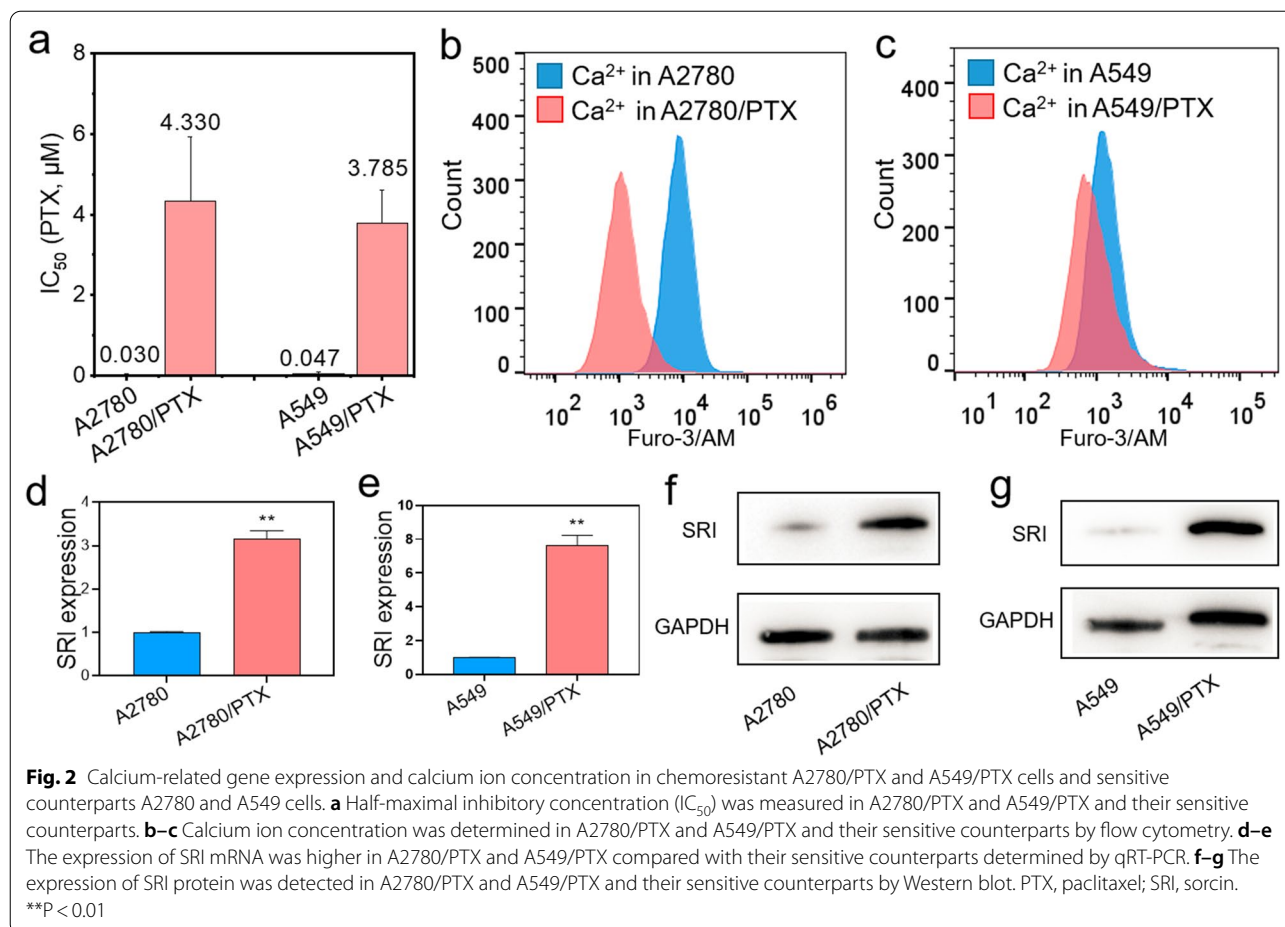 a
8
6
4
2
0
IC50 (PTX, µM)
0.030
4.330
0.047
3.785
A2780
A2780/PTX
A549
A549/PTX
b
500
400
300
200
100
0
Count
Ca2+ in A2780
Ca2+ in A2780/PTX
10^2 10^3 10^4 10^5 10^6
Furo-3/AM
c
400
300
200
100
0
Count
Ca2+ in A549
Ca2+ in A549/PTX
10^1 10^2 10^3 10^4 10^5
Furo-3/AM
d
4
3
2
1
0
SRI expression
**
A2780
A2780/PTX
e
10
8
6
4
2
0
SRI expression
**
A549
A549/PTX
f
SRI
GAPDH
A2780
A2780/PTX
g
SRI
GAPDH
A549
A549/PTX
Fig. 2 Calcium-related gene expression and calcium ion concentration in chemoresistant A2780/PTX and A549/PTX cells and sensitive
counterparts A2780 and A549 cells. a Half-maximal inhibitory concentration (IC50) was measured in A2780/PTX and A549/PTX and their sensitive
counterparts. b–c Calcium ion concentration was determined in A2780/PTX and A549/PTX and their sensitive counterparts by flow cytometry. d–e
The expression of SRI mRNA was higher in A2780/PTX and A549/PTX compared with their sensitive counterparts determined by qRT-PCR. f–g The
expression of SRI protein was detected in A2780/PTX and A549/PTX and their sensitive counterparts by Western blot. PTX, paclitaxel; SRI, sorcin.
**P < 0.01